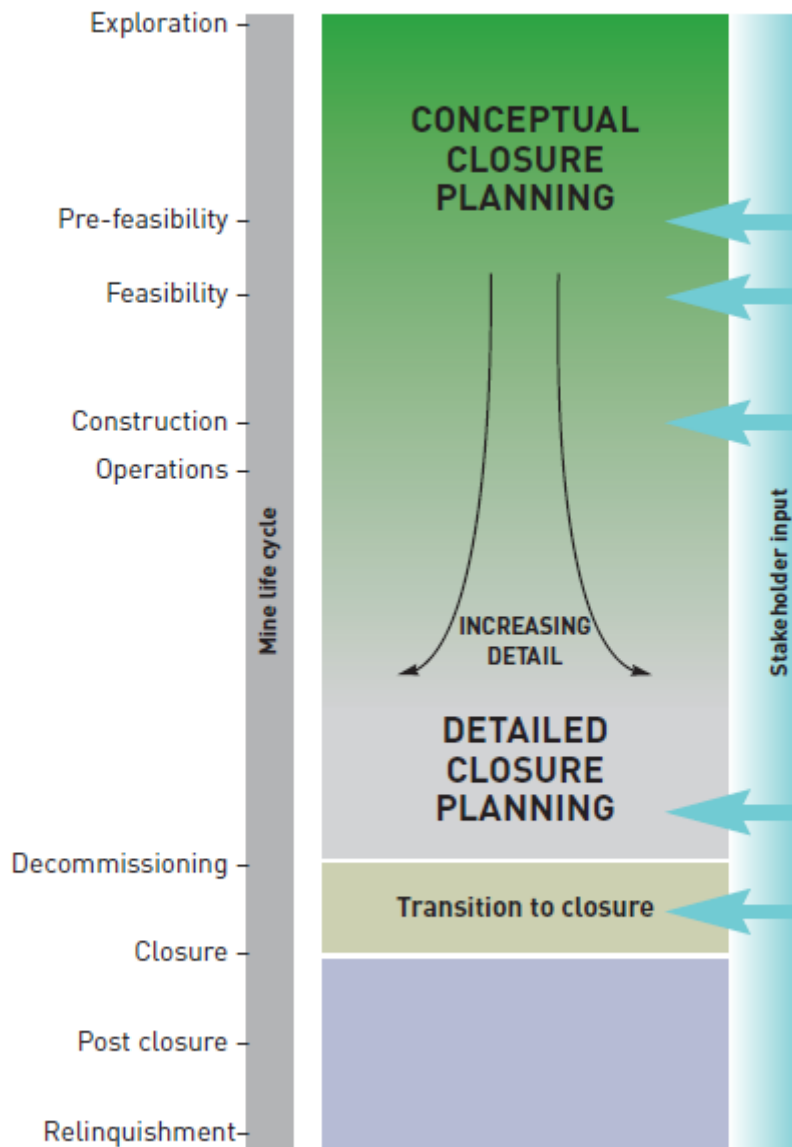 Exploration
CONCEPTUAL
CLOSURE
PLANNING
Pre-feasibility
Feasibility
Construction
Operations
Mine life cycle
Stakeholder input
INCREASING
DETAIL
DETAILED
CLOSURE
PLANNING
Decommissioning
Transition to closure
Closure
Post closure
Relinquishment